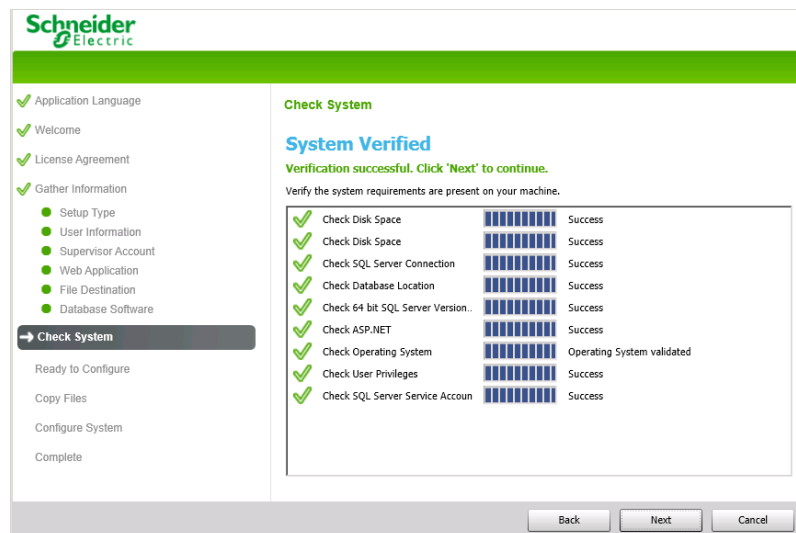 Schneider
Electric
Application Language
Welcome
License Agreement
Gather Information
Setup Type
User Information
Supervisor Account
Web Application
File Destination
Database Software
Check System
Ready to Configure
Copy Files
Configure System
Complete
Check System
System Verified
Verification successful. Click 'Next' to continue.
Verify the system requirements are present on your machine.
Check Disk Space Success
Check Disk Space Success
Check SQL Server Connection Success
Check Database Location Success
Check 64 bit SQL Server Version.. Success
Check ASP.NET Success
Check Operating System Operating System validated
Check User Privileges Success
Check SQL Server Service Accoun Success
Back Next Cancel